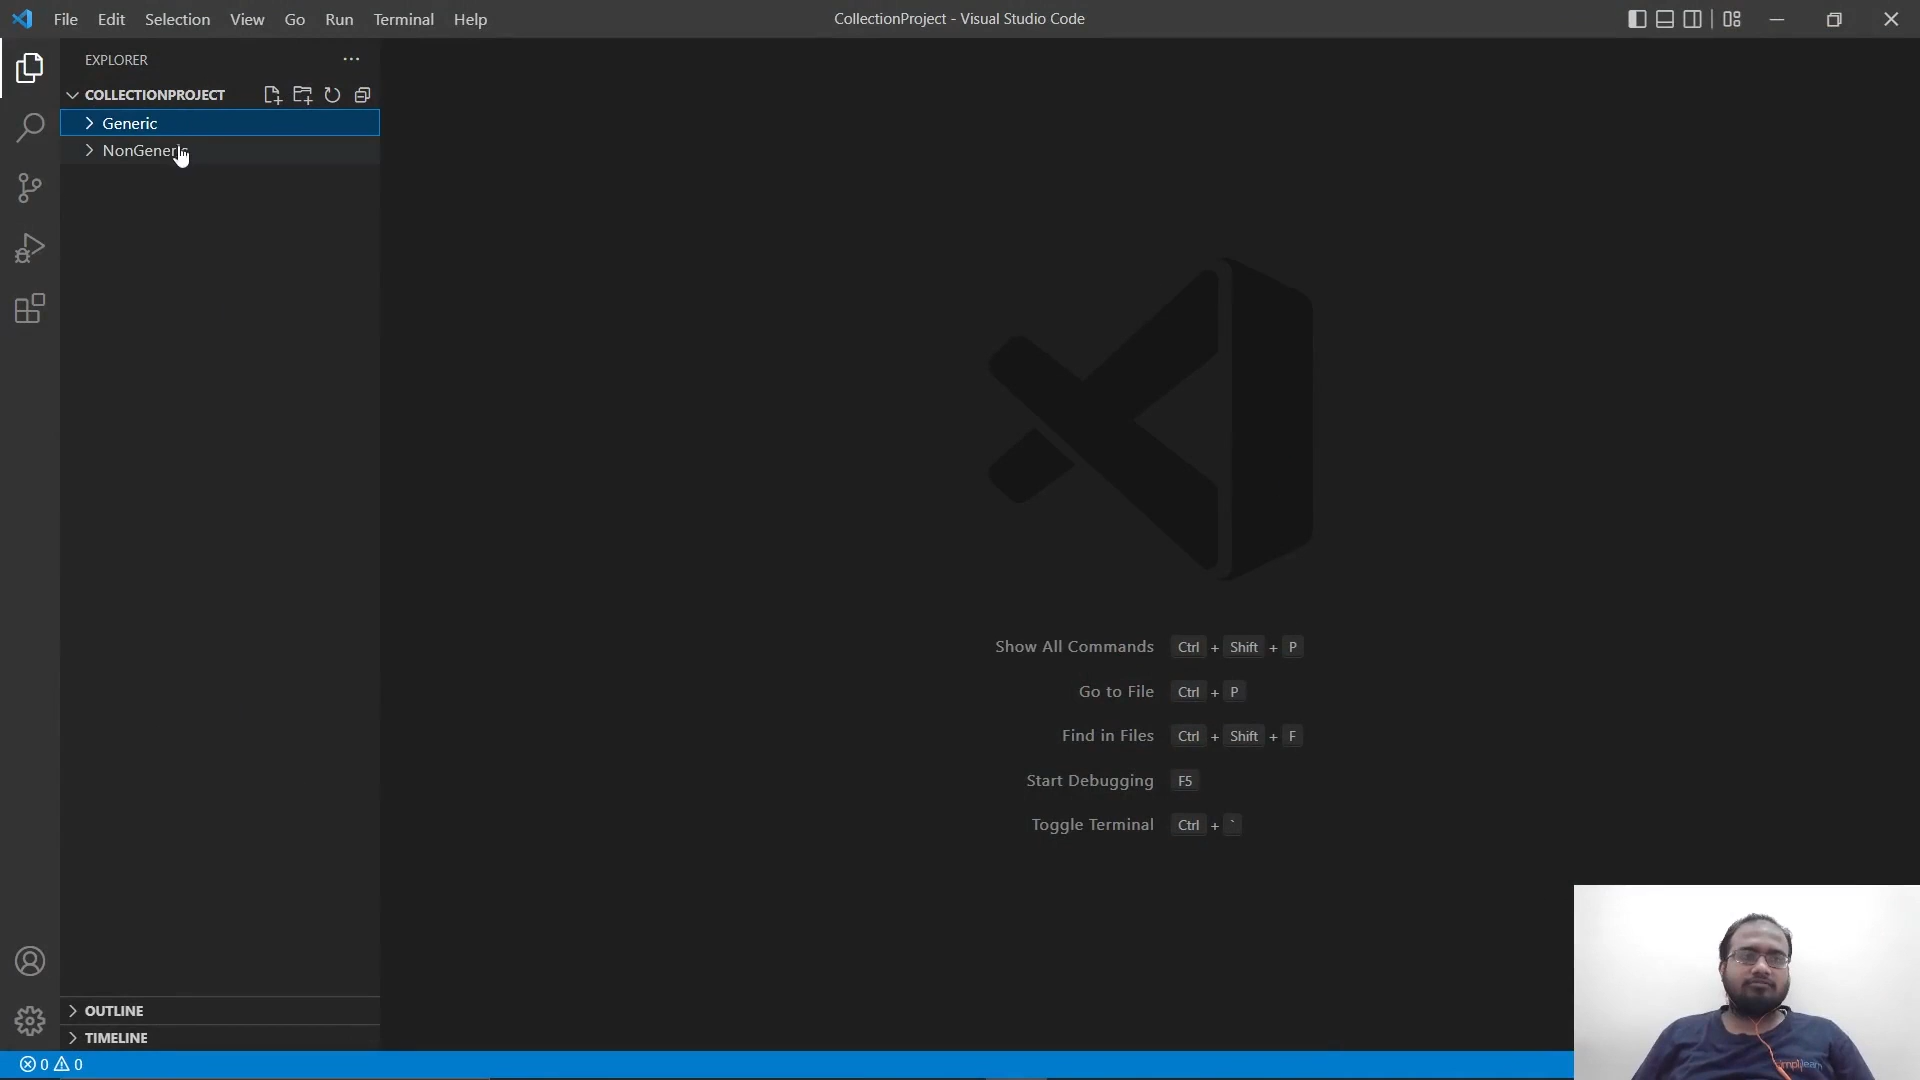 File Edit Selection View Go Run Terminal Help
CollectionProject - Visual Studio Code
EXPLORER
COLLECTIONPROJECT
Generic
NonGeneric
Show All Commands Ctrl + Shift + P
Go to File Ctrl + P
Find in Files Ctrl + Shift + F
Start Debugging F5
Toggle Terminal Ctrl + `
OUTLINE
TIMELINE
0 0